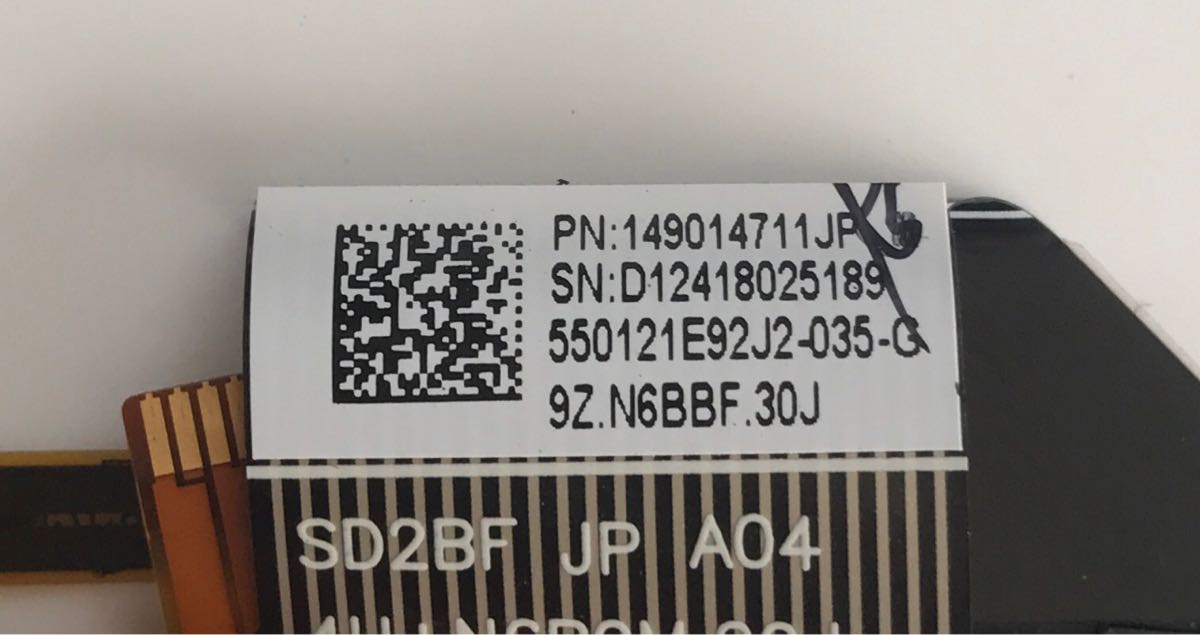 PN:149014711JP
SN:D12418025189
550121E92J2-035-G
9Z.N6BBF.30J
SD2BF JP A04